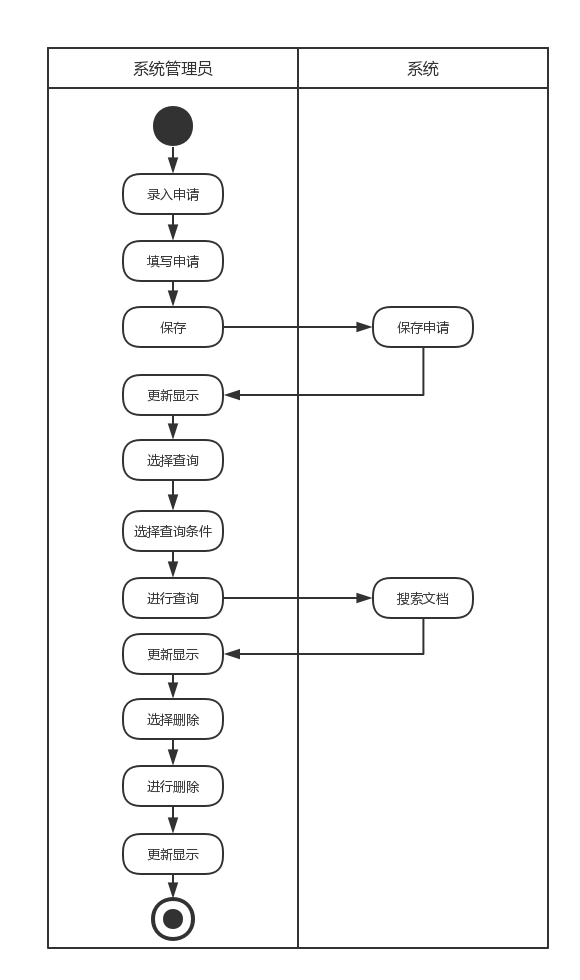 系统管理员
系统
录入申请
填写申请
保存
保存申请
更新显示
选择查询
选择查询条件
进行查询
搜索文档
更新显示
选择删除
进行删除
更新显示